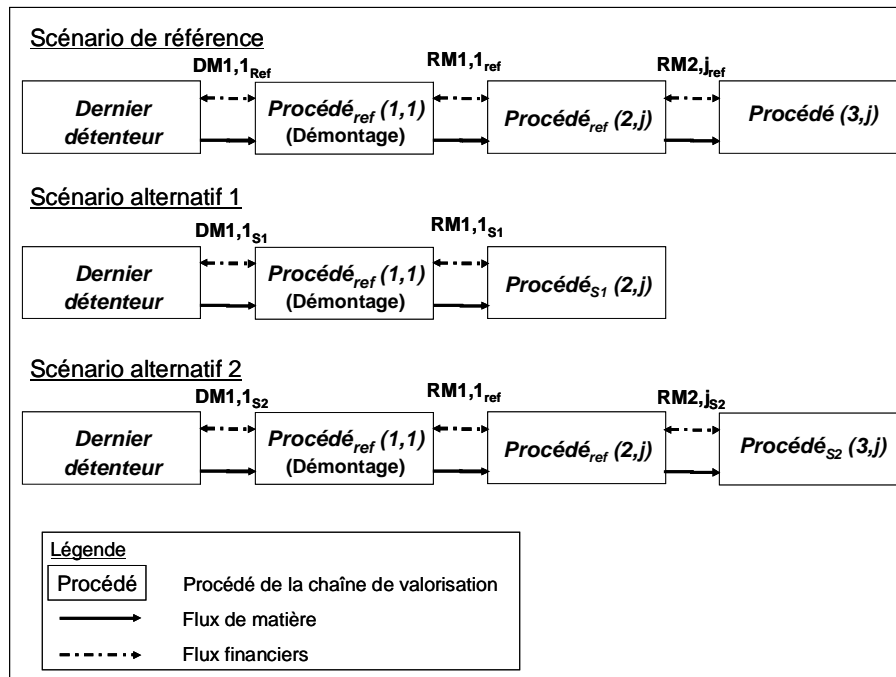 Scénario de référence
DM1,1Ref
RM1,1ref
RM2,jref
Dernier
détenteur
Procédéref (1,1)
(Démontage)
Procédéref (2,j)
Procédé (3,j)
Scénario alternatif 1
DM1,1S1
RM1,1S1
Dernier
détenteur
Procédéref (1,1)
(Démontage)
ProcédéS1 (2,j)
Scénario alternatif 2
DM1,1S2
RM1,1ref
RM2,jS2
Dernier
détenteur
Procédéref (1,1)
(Démontage)
Procédéref (2,j)
ProcédéS2 (3,j)
Légende
Procédé
Procédé de la chaîne de valorisation
Flux de matière
Flux financiers